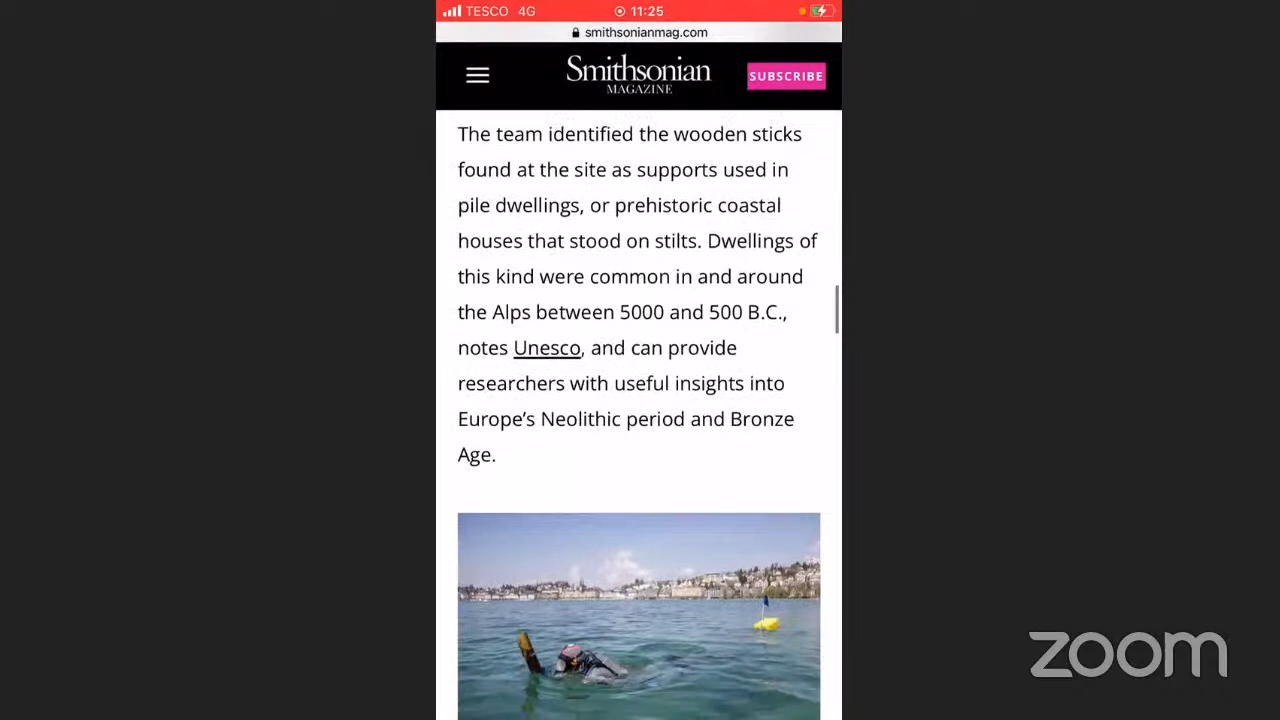 TESCO 4G 11:25
smithsonianmag.com
Smithsonian
MAGAZINE
SUBSCRIBE
The team identified the wooden sticks
found at the site as supports used in
pile dwellings, or prehistoric coastal
houses that stood on stilts. Dwellings of
this kind were common in and around
the Alps between 5000 and 500 B.C.,
notes Unesco, and can provide
researchers with useful insights into
Europe’s Neolithic period and Bronze
Age.
zoom